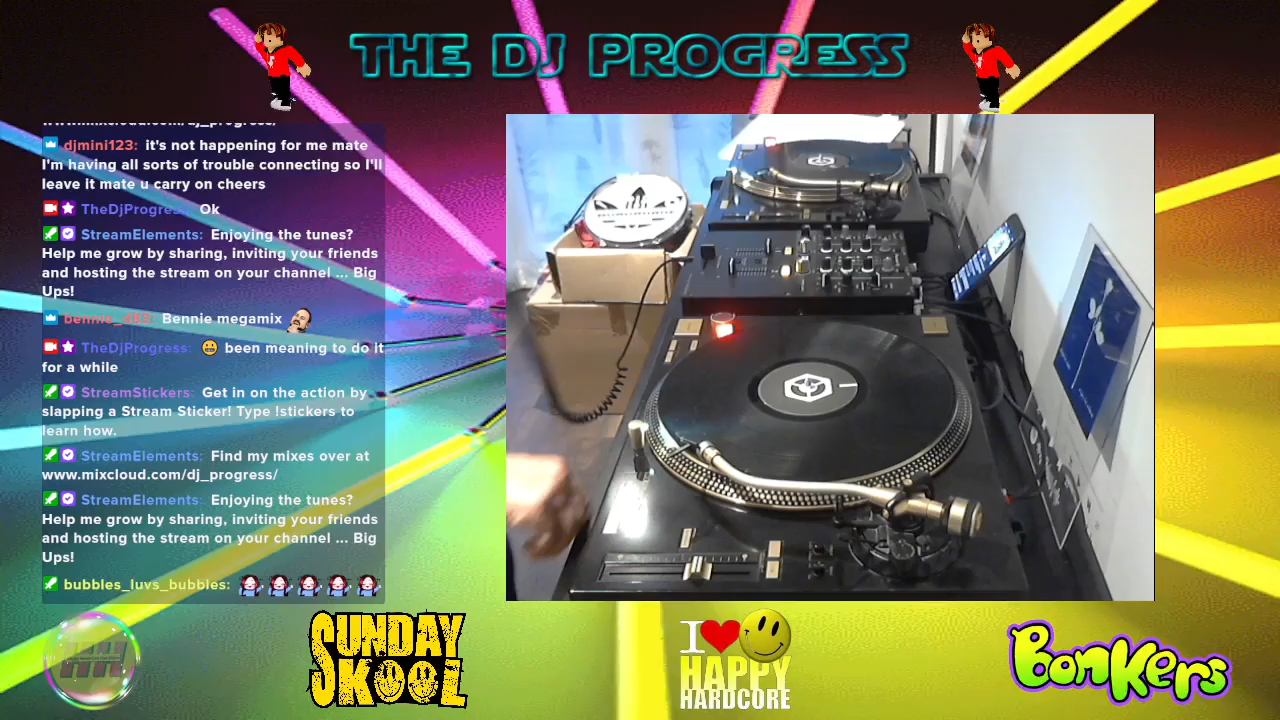 THE DJ PROGRESS
www.mixcloud.com/dj_progress/
djmini123: it's not happening for me mate
I'm having all sorts of trouble connecting so I'll
leave it mate u carry on cheers
TheDjProgress: Ok
StreamElements: Enjoying the tunes?
Help me grow by sharing, inviting your friends
and hosting the stream on your channel ... Big
Ups!
Bennie megamix
TheDjProgress: been meaning to do it
for a while
StreamStickers: Get in on the action by
slapping a Stream Sticker! Type !stickers to
learn how.
StreamElements: Find my mixes over at
www.mixcloud.com/dj_progress/
StreamElements: Enjoying the tunes?
Help me grow by sharing, inviting your friends
and hosting the stream on your channel ... Big
Ups!
bubbles_luvs_bubbles:
SUNDAY
SKOOL
I
HAPPY
HARDCORE
BonKers